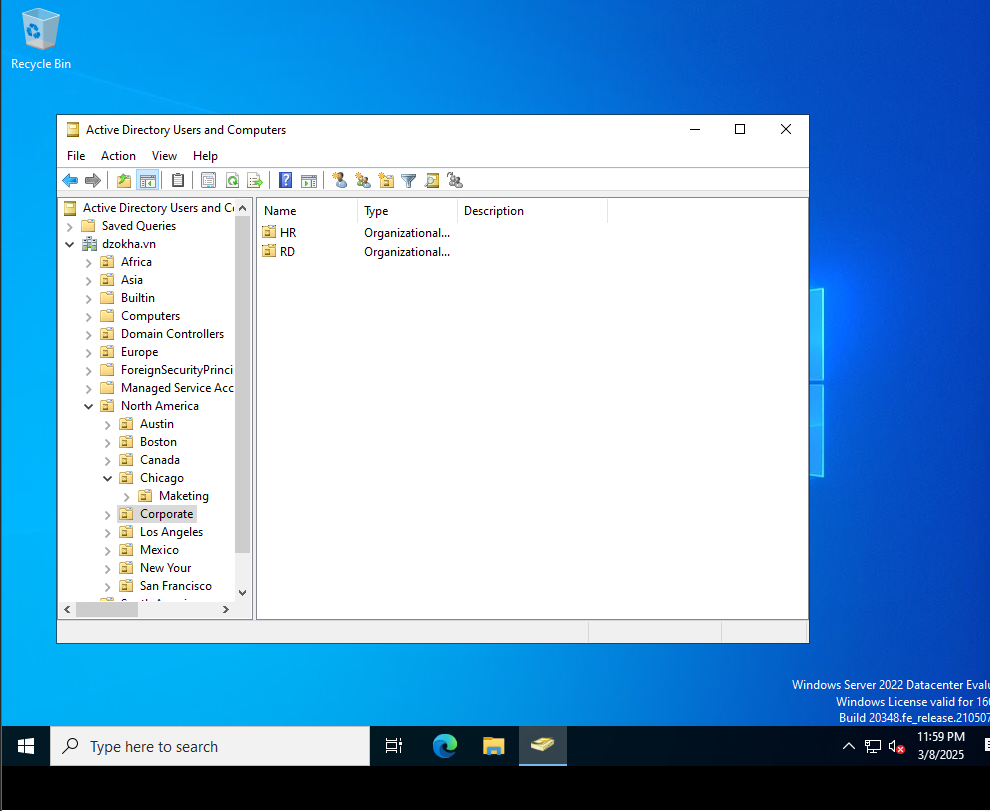 Recycle Bin
Active Directory Users and Computers
File Action View Help
Active Directory Users and C
Saved Queries
dzokha.vn
Africa
Asia
Builtin
Computers
Domain Controllers
Europe
ForeignSecurityPrinci
Managed Service Acc
North America
Austin
Boston
Canada
Chicago
Maketing
Corporate
Los Angeles
Mexico
New Your
San Francisco
Name Type Description
HR Organizational...
RD Organizational...
Windows Server 2022 Datacenter Evalu
Windows License valid for 16
Build 20348.fe_release.210507
Type here to search
11:59 PM
3/8/2025